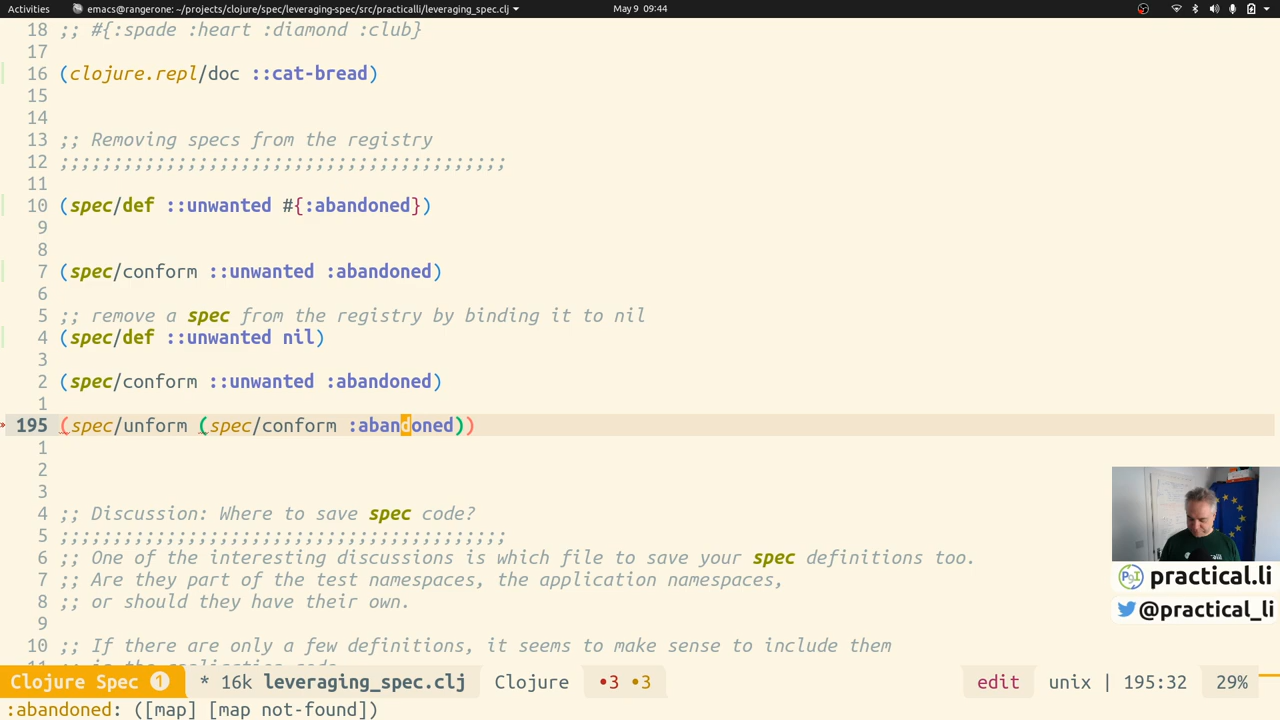 Activities emacs@rangerone: ~/projects/clojure/spec/leveraging-spec/src/practicalli/leveraging_spec.clj May 9 09:44
18 ;; #{:spade :heart :diamond :club}
17
16 (clojure.repl/doc ::cat-bread)
15
14
13 ;; Removing specs from the registry
12 ;;;;;;;;;;;;;;;;;;;;;;;;;;;;;;;;;;;;;;;;;;
11
10 (spec/def ::unwanted #{:abandoned})
9
8
7 (spec/conform ::unwanted :abandoned)
6
5 ;; remove a spec from the registry by binding it to nil
4 (spec/def ::unwanted nil)
3
2 (spec/conform ::unwanted :abandoned)
1
195 (spec/unform (spec/conform :abandoned))
1
2
3
4 ;; Discussion: Where to save spec code?
5 ;;;;;;;;;;;;;;;;;;;;;;;;;;;;;;;;;;;;;;;;;;
6 ;; One of the interesting discussions is which file to save your spec definitions too.
7 ;; Are they part of the test namespaces, the application namespaces,
8 ;; or should they have their own.
9
10 ;; If there are only a few definitions, it seems to make sense to include them
11 ;; in the application code
practical.li
@practical_li
Clojure Spec 1 * 16k leveraging_spec.clj Clojure •3 •3 edit unix | 195:32 29%
:abandoned: ([map] [map not-found])